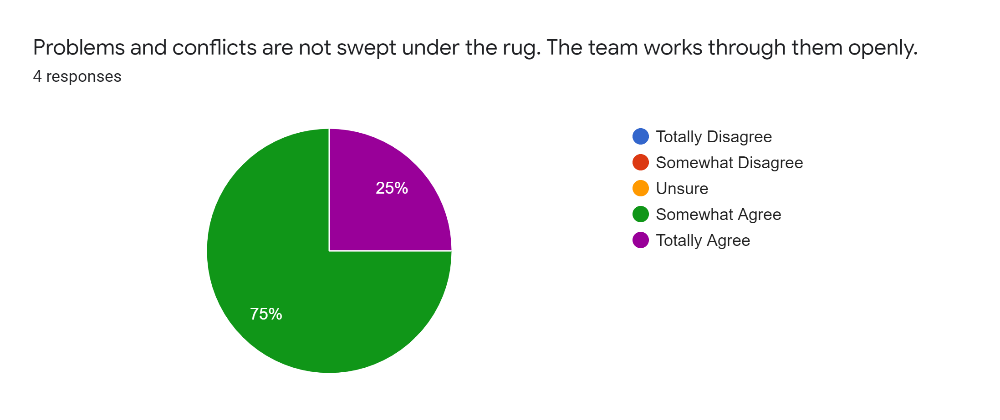 Problems and conflicts are not swept under the rug. The team works through them openly.
4 responses
25%
75%
Totally Disagree
Somewhat Disagree
Unsure
Somewhat Agree
Totally Agree